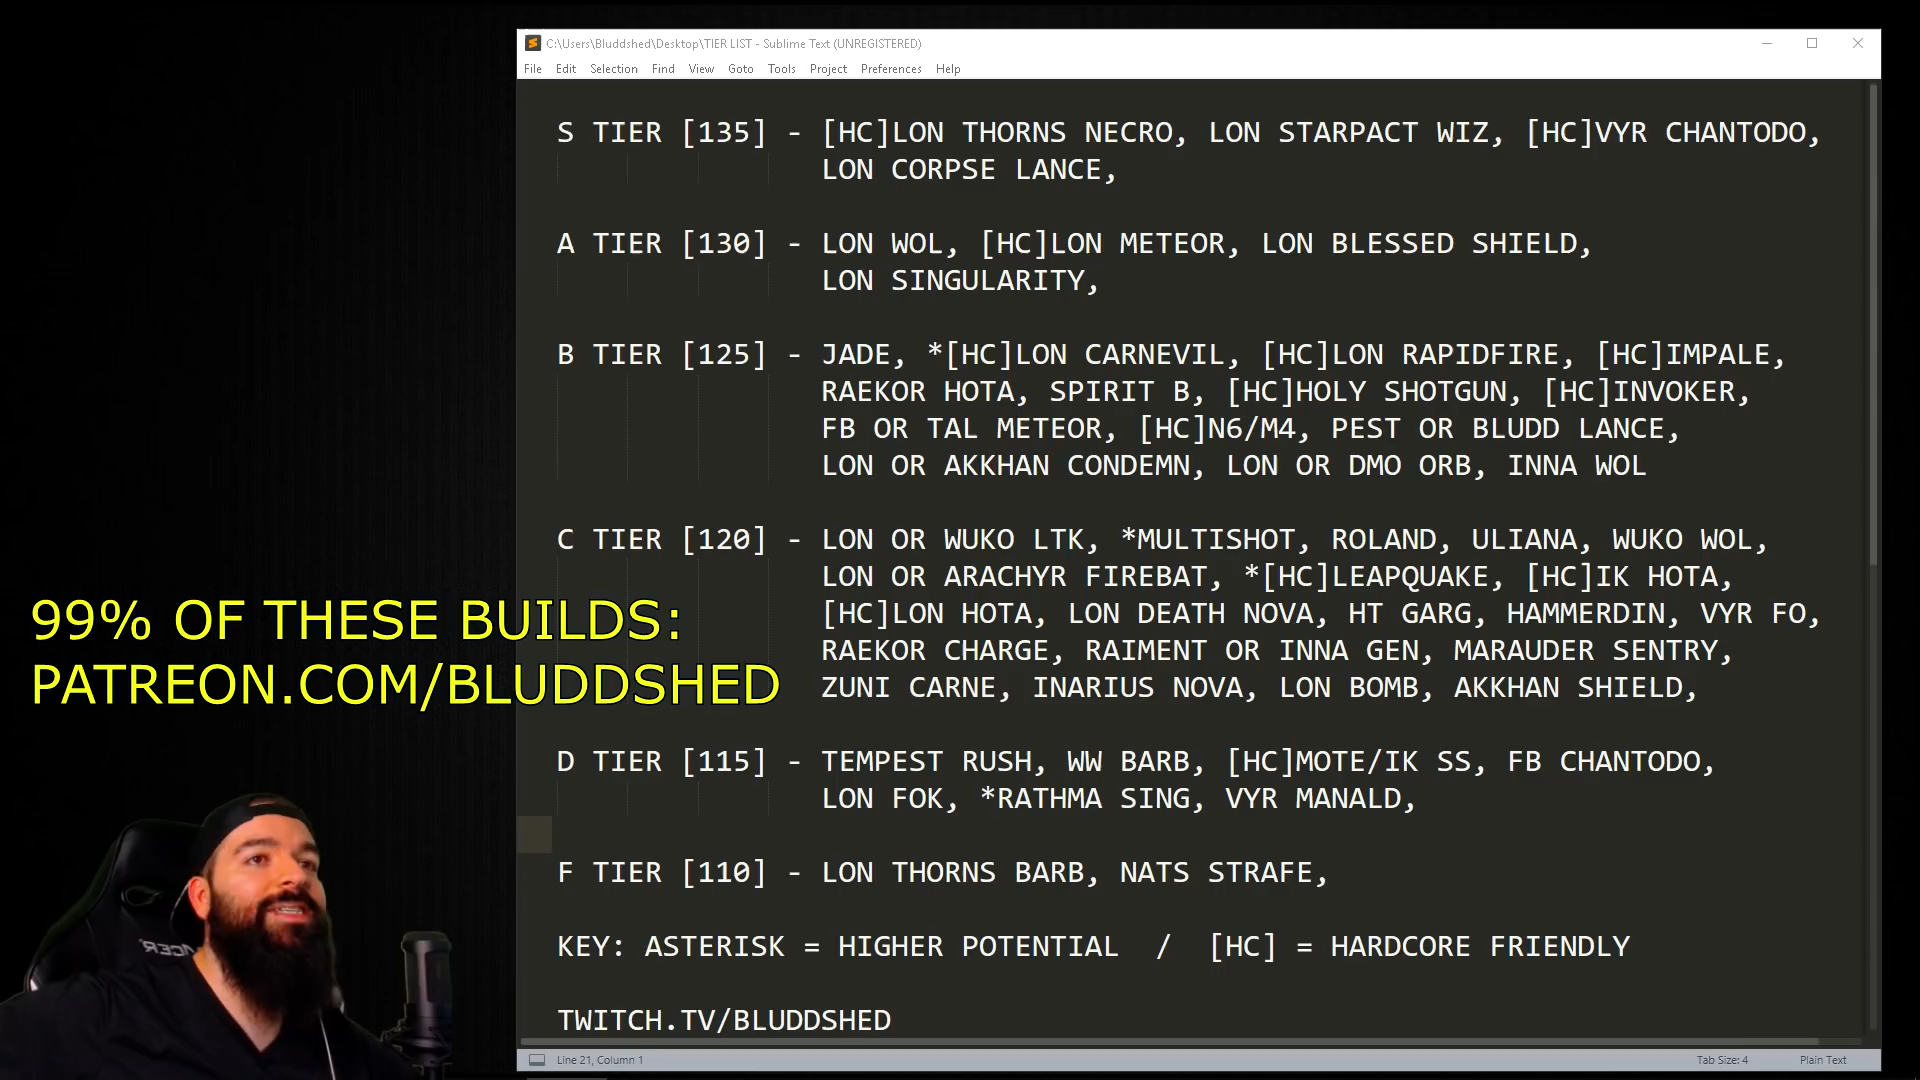 C:\Users\Bluddshed\Desktop\TIER LIST - Sublime Text (UNREGISTERED)
File Edit Selection Find View Goto Tools Project Preferences Help
S TIER [135] - [HC]LON THORNS NECRO, LON STARPACT WIZ, [HC]VYR CHANTODO,
LON CORPSE LANCE,
A TIER [130] - LON WOL, [HC]LON METEOR, LON BLESSED SHIELD,
LON SINGULARITY,
B TIER [125] - JADE, *[HC]LON CARNEVIL, [HC]LON RAPIDFIRE, [HC]IMPALE,
RAEKOR HOTA, SPIRIT B, [HC]HOLY SHOTGUN, [HC]INVOKER,
FB OR TAL METEOR, [HC]N6/M4, PEST OR BLUDD LANCE,
LON OR AKKHAN CONDEMN, LON OR DMO ORB, INNA WOL
C TIER [120] - LON OR WUKO LTK, *MULTISHOT, ROLAND, ULIANA, WUKO WOL,
LON OR ARACHYR FIREBAT, *[HC]LEAPQUAKE, [HC]IK HOTA,
[HC]LON HOTA, LON DEATH NOVA, HT GARG, HAMMERDIN, VYR FO,
RAEKOR CHARGE, RAIMENT OR INNA GEN, MARAUDER SENTRY,
ZUNI CARNE, INARIUS NOVA, LON BOMB, AKKHAN SHIELD,
99% OF THESE BUILDS:
PATREON.COM/BLUDDSHED
D TIER [115] - TEMPEST RUSH, WW BARB, [HC]MOTE/IK SS, FB CHANTODO,
LON FOK, *RATHMA SING, VYR MANALD,
F TIER [110] - LON THORNS BARB, NATS STRAFE,
KEY: ASTERISK = HIGHER POTENTIAL / [HC] = HARDCORE FRIENDLY
TWITCH.TV/BLUDDSHED
Line 21, Column 1
Tab Size: 4
Plain Text